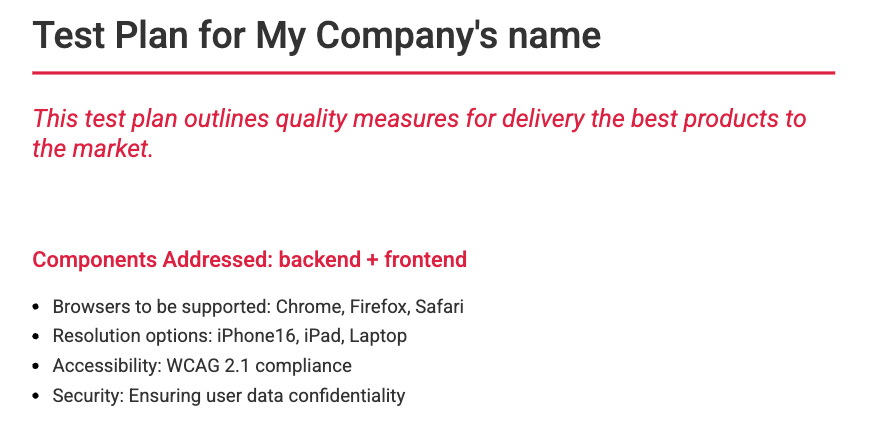 Test Plan for My Company's name
This test plan outlines quality measures for delivery the best products to
the market.
Components Addressed: backend + frontend
• Browsers to be supported: Chrome, Firefox, Safari
• Resolution options: iPhone16, iPad, Laptop
• Accessibility: WCAG 2.1 compliance
• Security: Ensuring user data confidentiality